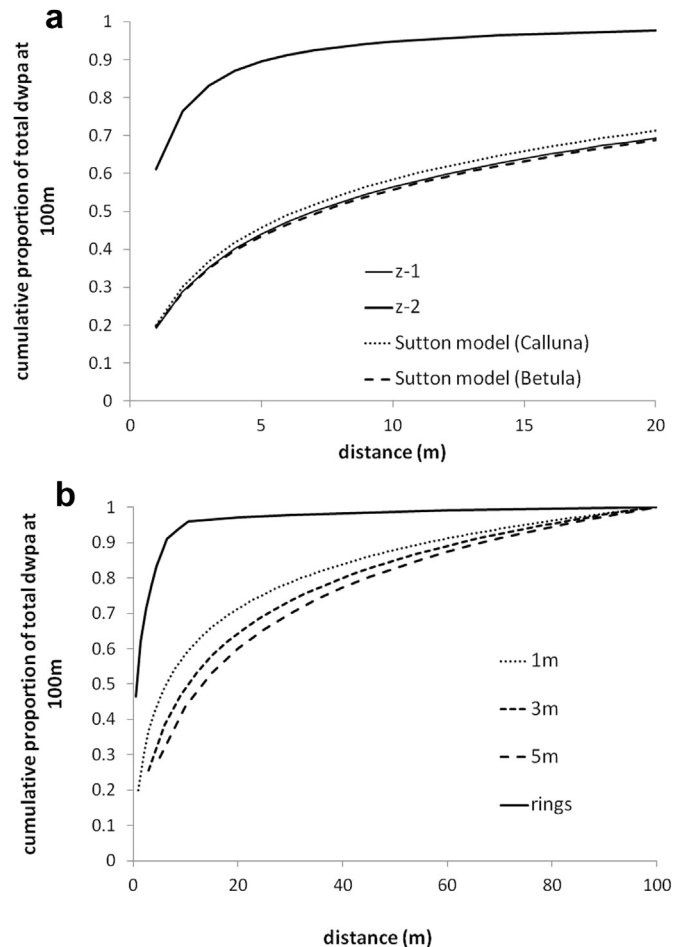 a
1
0.9
0.8
0.7
0.6
0.5
0.4
0.3
0.2
0.1
0
cumulative proportion of total dwpa at
100m
z-1
z-2
Sutton model (Calluna)
Sutton model (Betula)
0 5 10 15 20
distance (m)
b
1
0.9
0.8
0.7
0.6
0.5
0.4
0.3
0.2
0.1
0
cumulative proportion of total dwpa at
100m
1m
3m
5m
rings
0 20 40 60 80 100
distance (m)